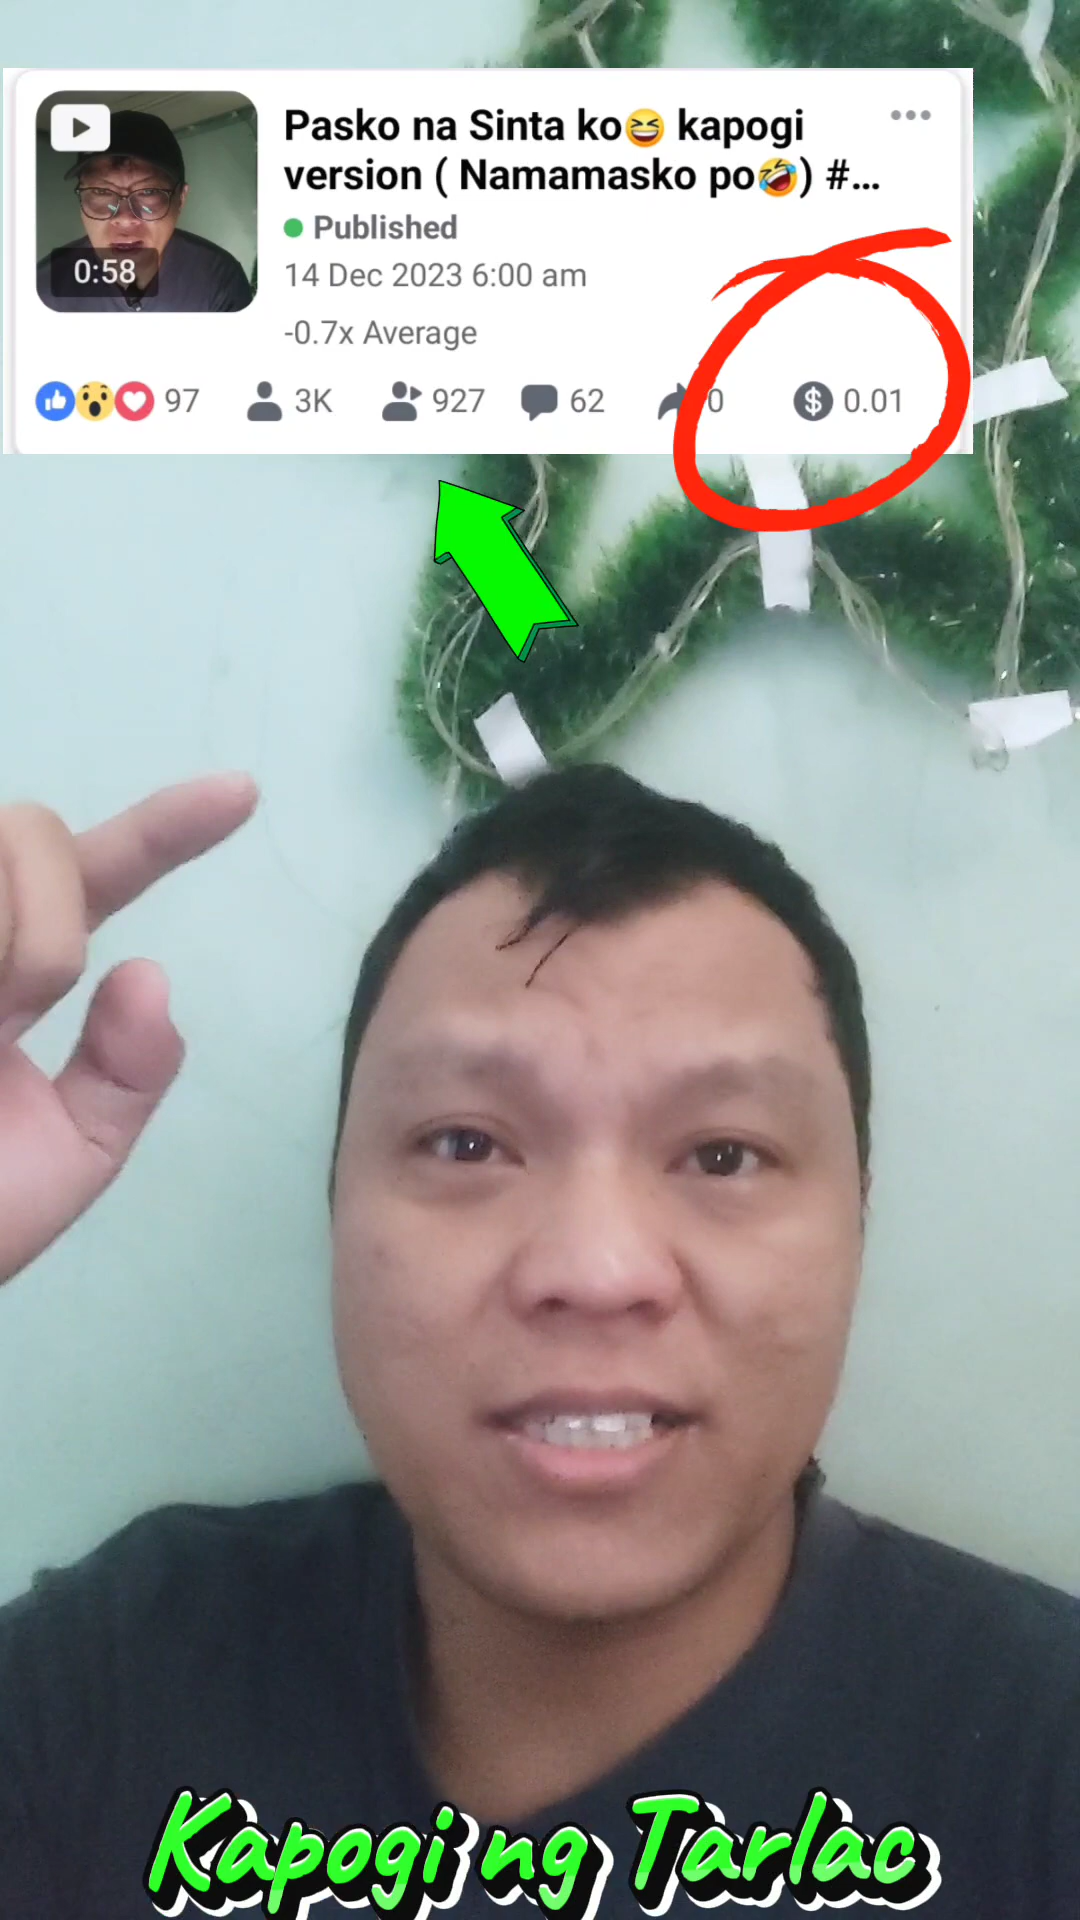 Pasko na Sinta ko😆 kapogi
version ( Namamasko po🤣) #...
0:58
Published
14 Dec 2023 6:00 am
-0.7x Average
97 3K 927 62 0 0.01
Kapogi ng Tarlac